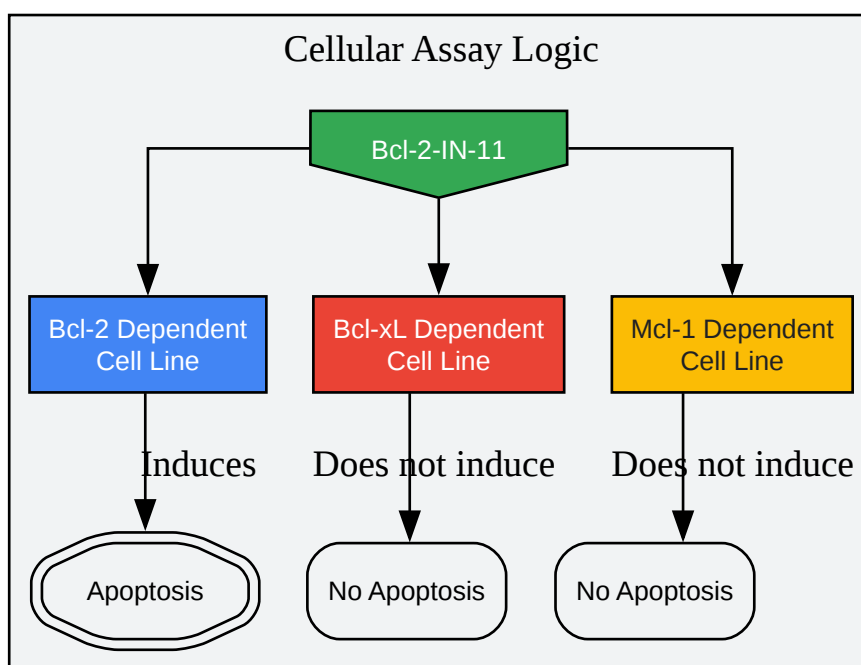 Cellular Assay Logic
Bcl-2-IN-11
Bcl-2 Dependent
Cell Line
Bcl-xL Dependent
Cell Line
Mcl-1 Dependent
Cell Line
Induces
Does not induce
Does not induce
Apoptosis
No Apoptosis
No Apoptosis